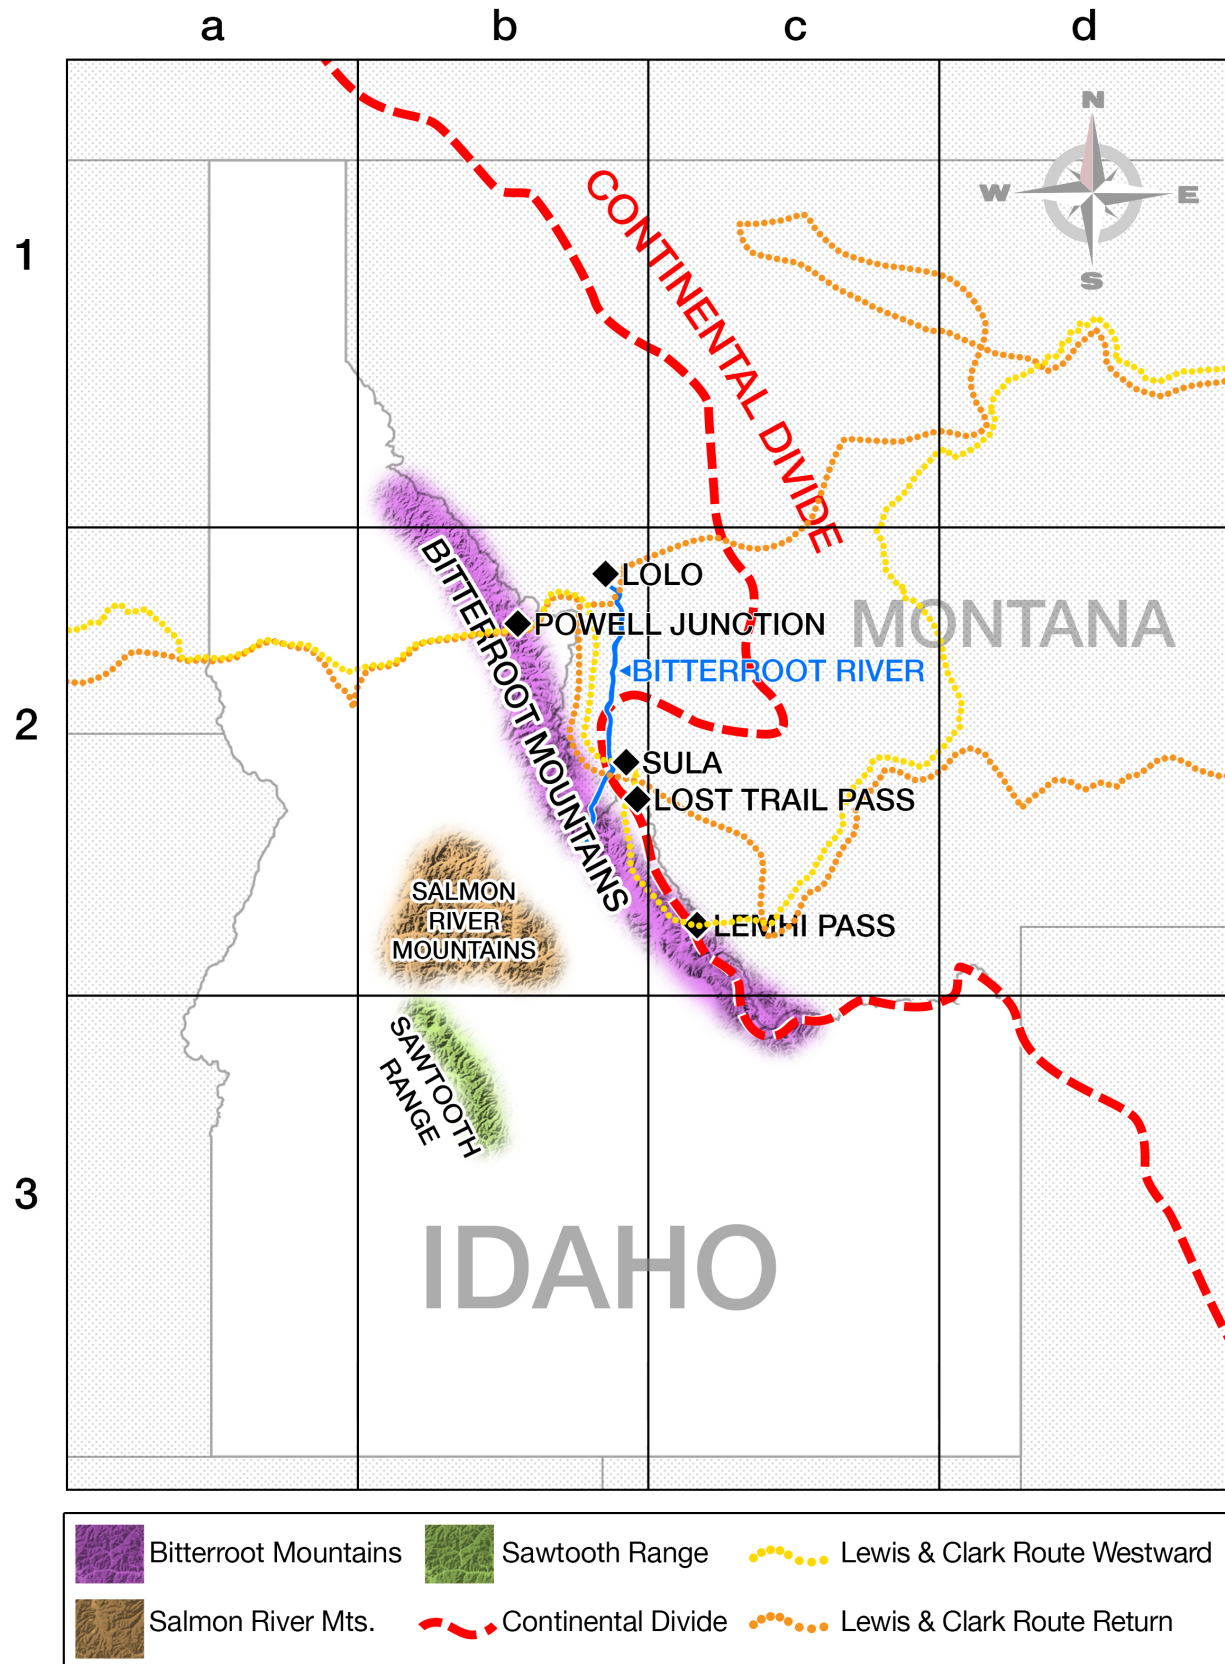 a b c d
N
W E
S
1
CONTINENTAL DIVIDE
LOLO
POWELL JUNCTION
MONTANA
BITTERROOT RIVER
BITTERROOT MOUNTAINS
2
SULA
LOST TRAIL PASS
SALMON
RIVER
MOUNTAINS
LEMHI PASS
SAWTOOTH
RANGE
3
IDAHO
Bitterroot Mountains
Sawtooth Range
Lewis & Clark Route Westward
Salmon River Mts.
Continental Divide
Lewis & Clark Route Return